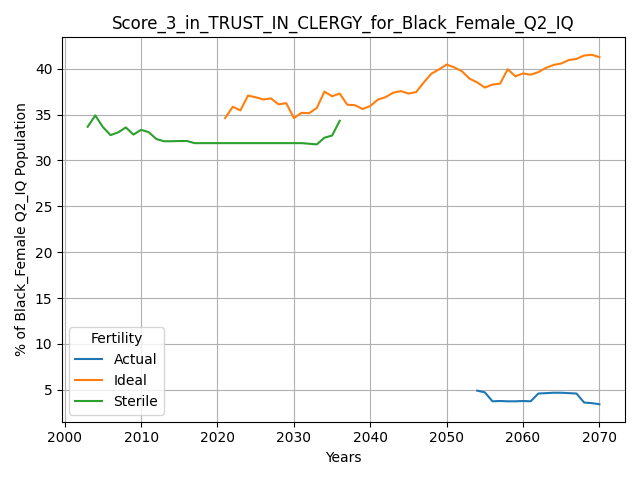 Score_3_in_TRUST_IN_CLERGY_for_Black_Female_Q2_IQ
% of Black_Female Q2_IQ Population
40
35
30
25
20
15
10
5
Fertility
Actual
Ideal
Sterile
2000 2010 2020 2030 2040 2050 2060 2070
Years